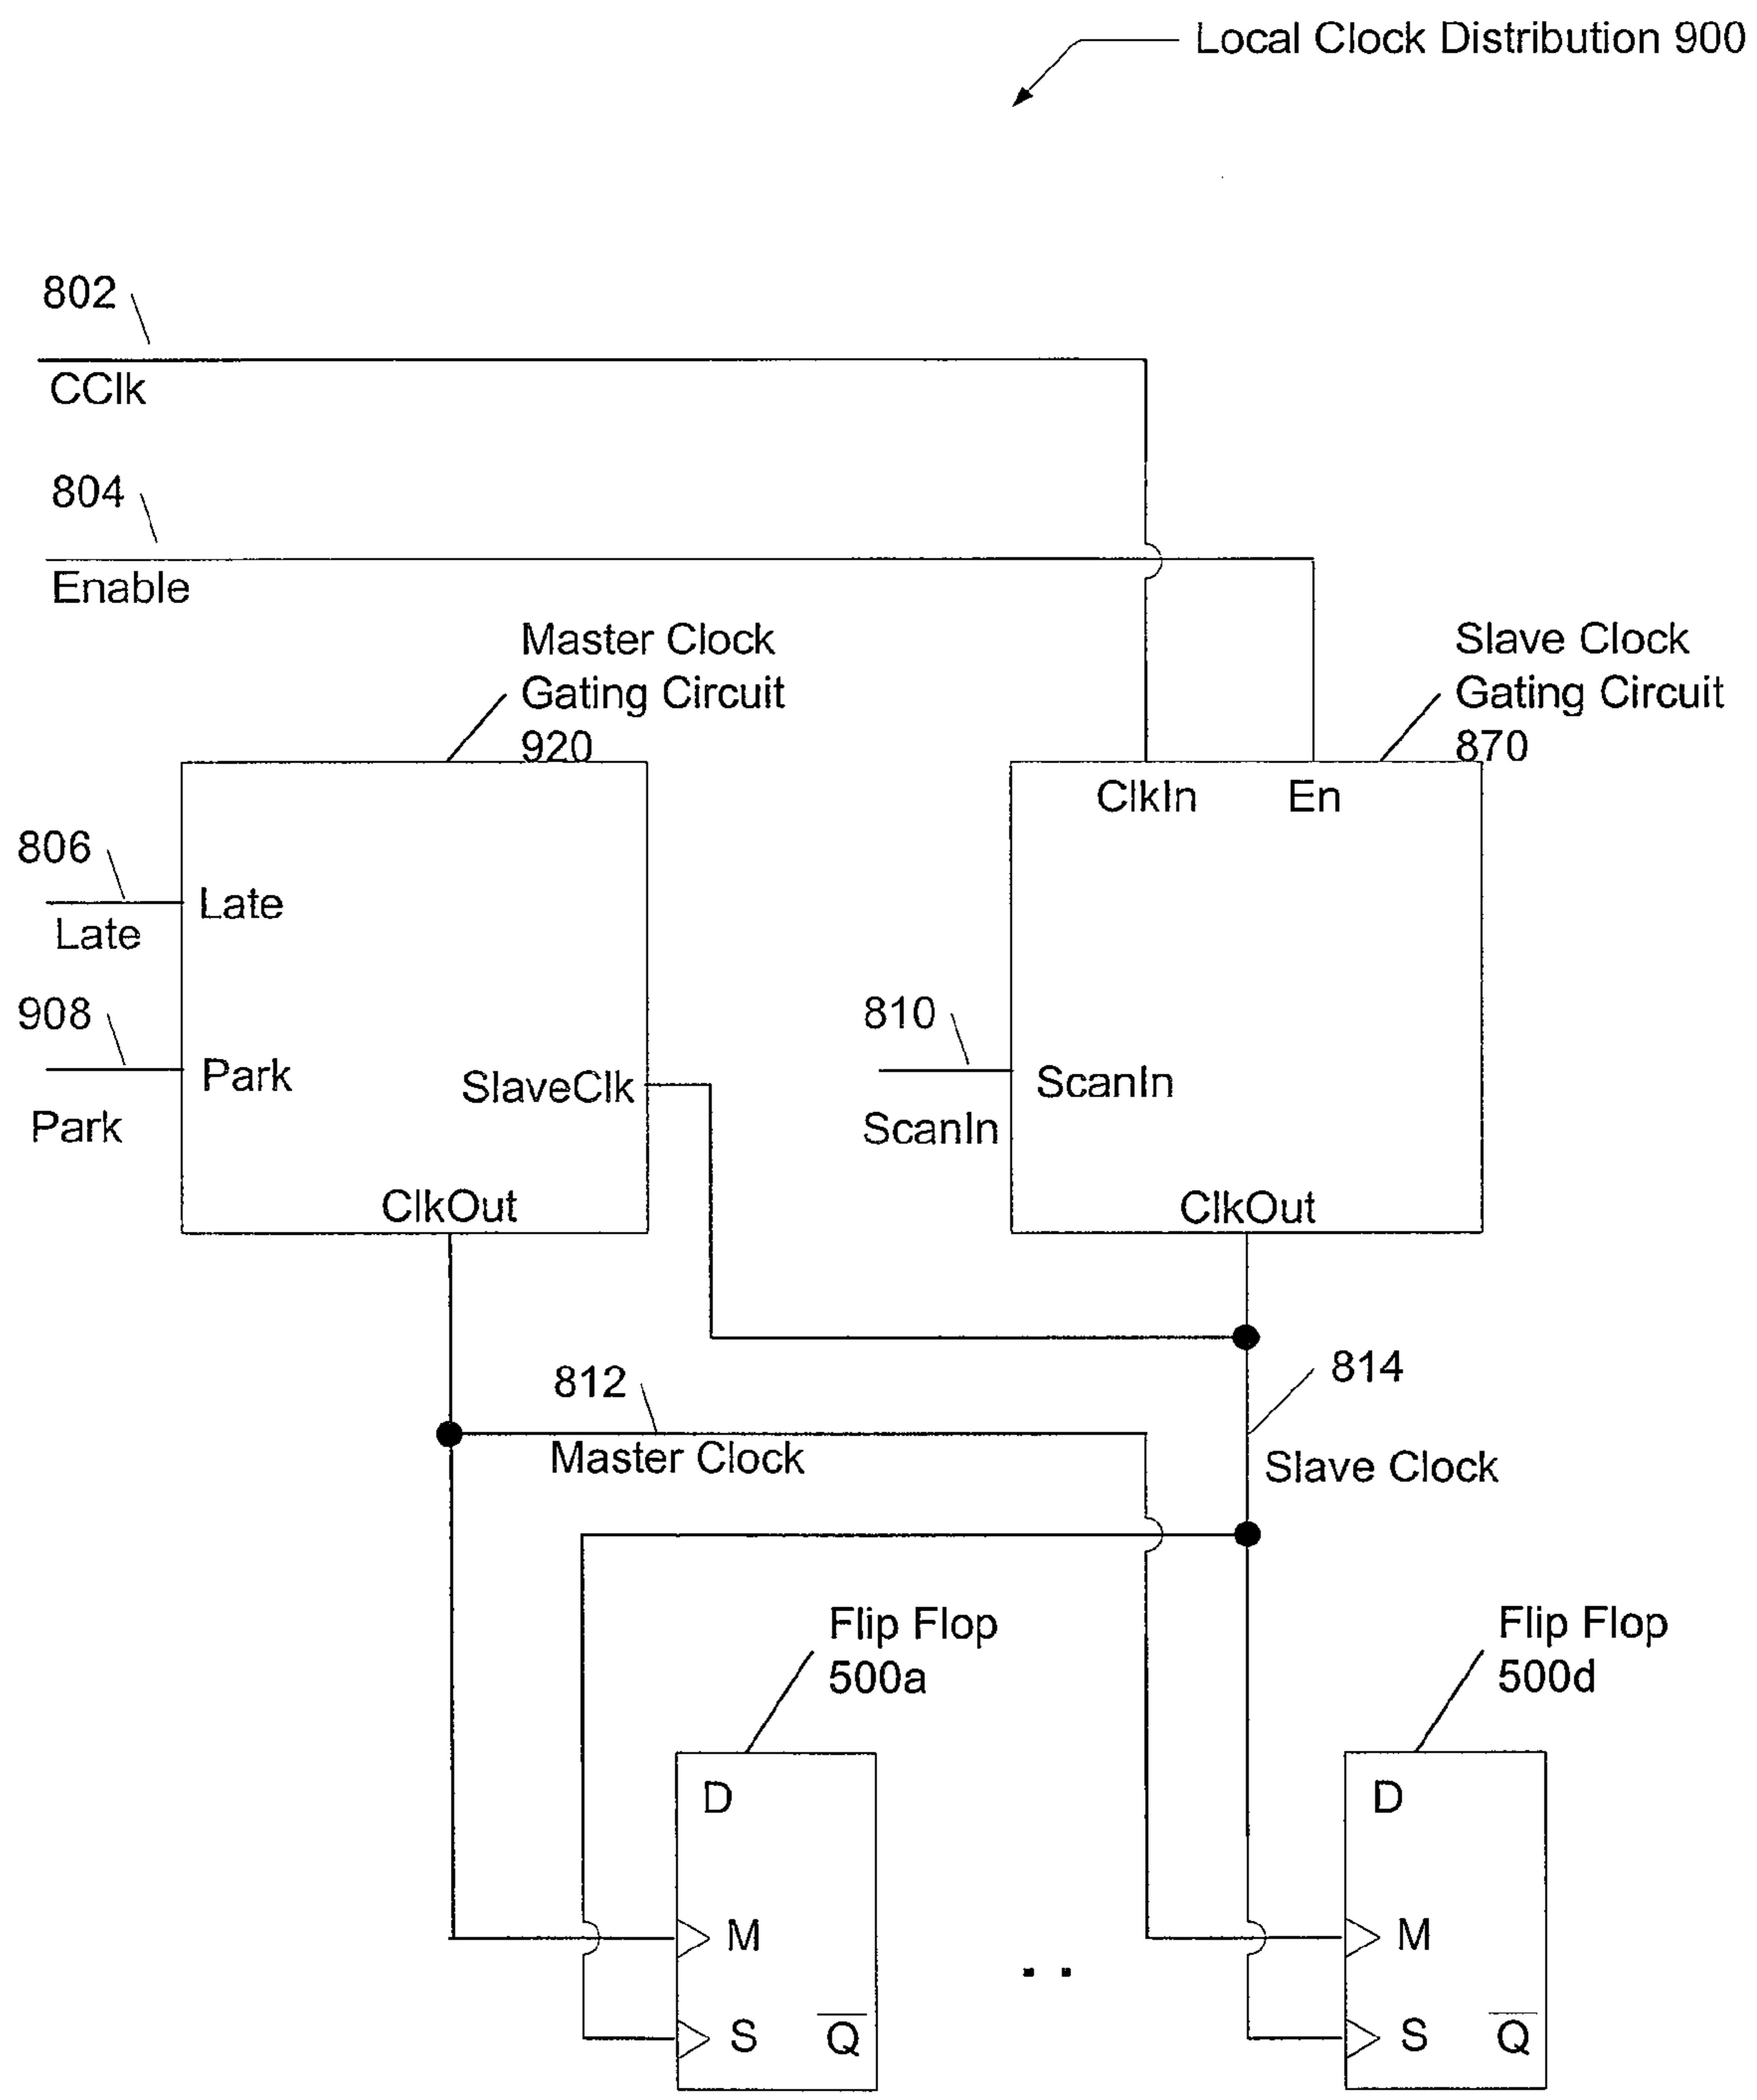 Local Clock Distribution 900
802
CClk
804
Enable
Master Clock
Gating Circuit
920
Slave Clock
Gating Circuit
870
ClkIn
En
806
Late
Late
908
Park
Park
SlaveClk
810
ScanIn
ScanIn
ClkOut
ClkOut
812
Master Clock
814
Slave Clock
Flip Flop
500a
Flip Flop
500d
D
D
M
M
. .
S
Q
S
Q